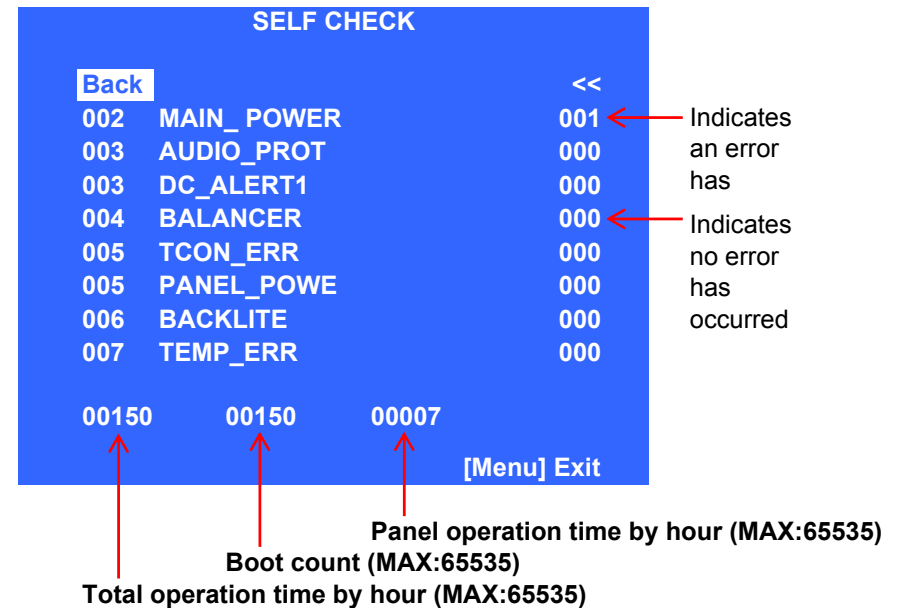 SELF CHECK
Back <<
002 MAIN_ POWER 001
003 AUDIO_PROT 000
003 DC_ALERT1 000
004 BALANCER 000
005 TCON_ERR 000
005 PANEL_POWE 000
006 BACKLITE 000
007 TEMP_ERR 000
00150 00150 00007
[Menu] Exit
Indicates
an error
has
Indicates
no error
has
occurred
Panel operation time by hour (MAX:65535)
Boot count (MAX:65535)
Total operation time by hour (MAX:65535)